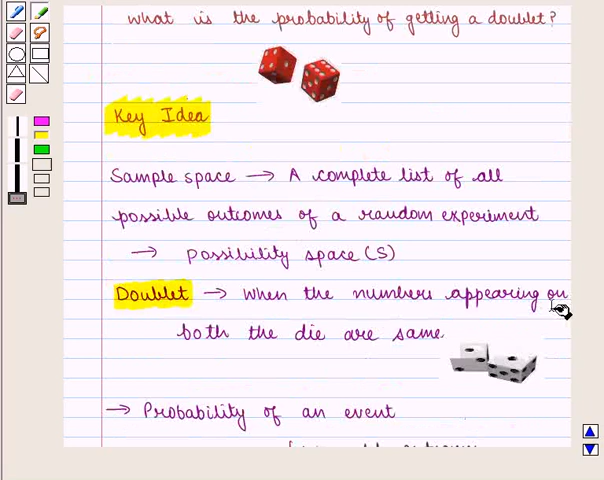 what is the probability of getting a doublet?
Key Idea
Sample space → A complete list of all
possible outcomes of a random experiment
→ possibility space (S)
Doublet → When the numbers appearing on
both the die are same.
→ Probability of an event